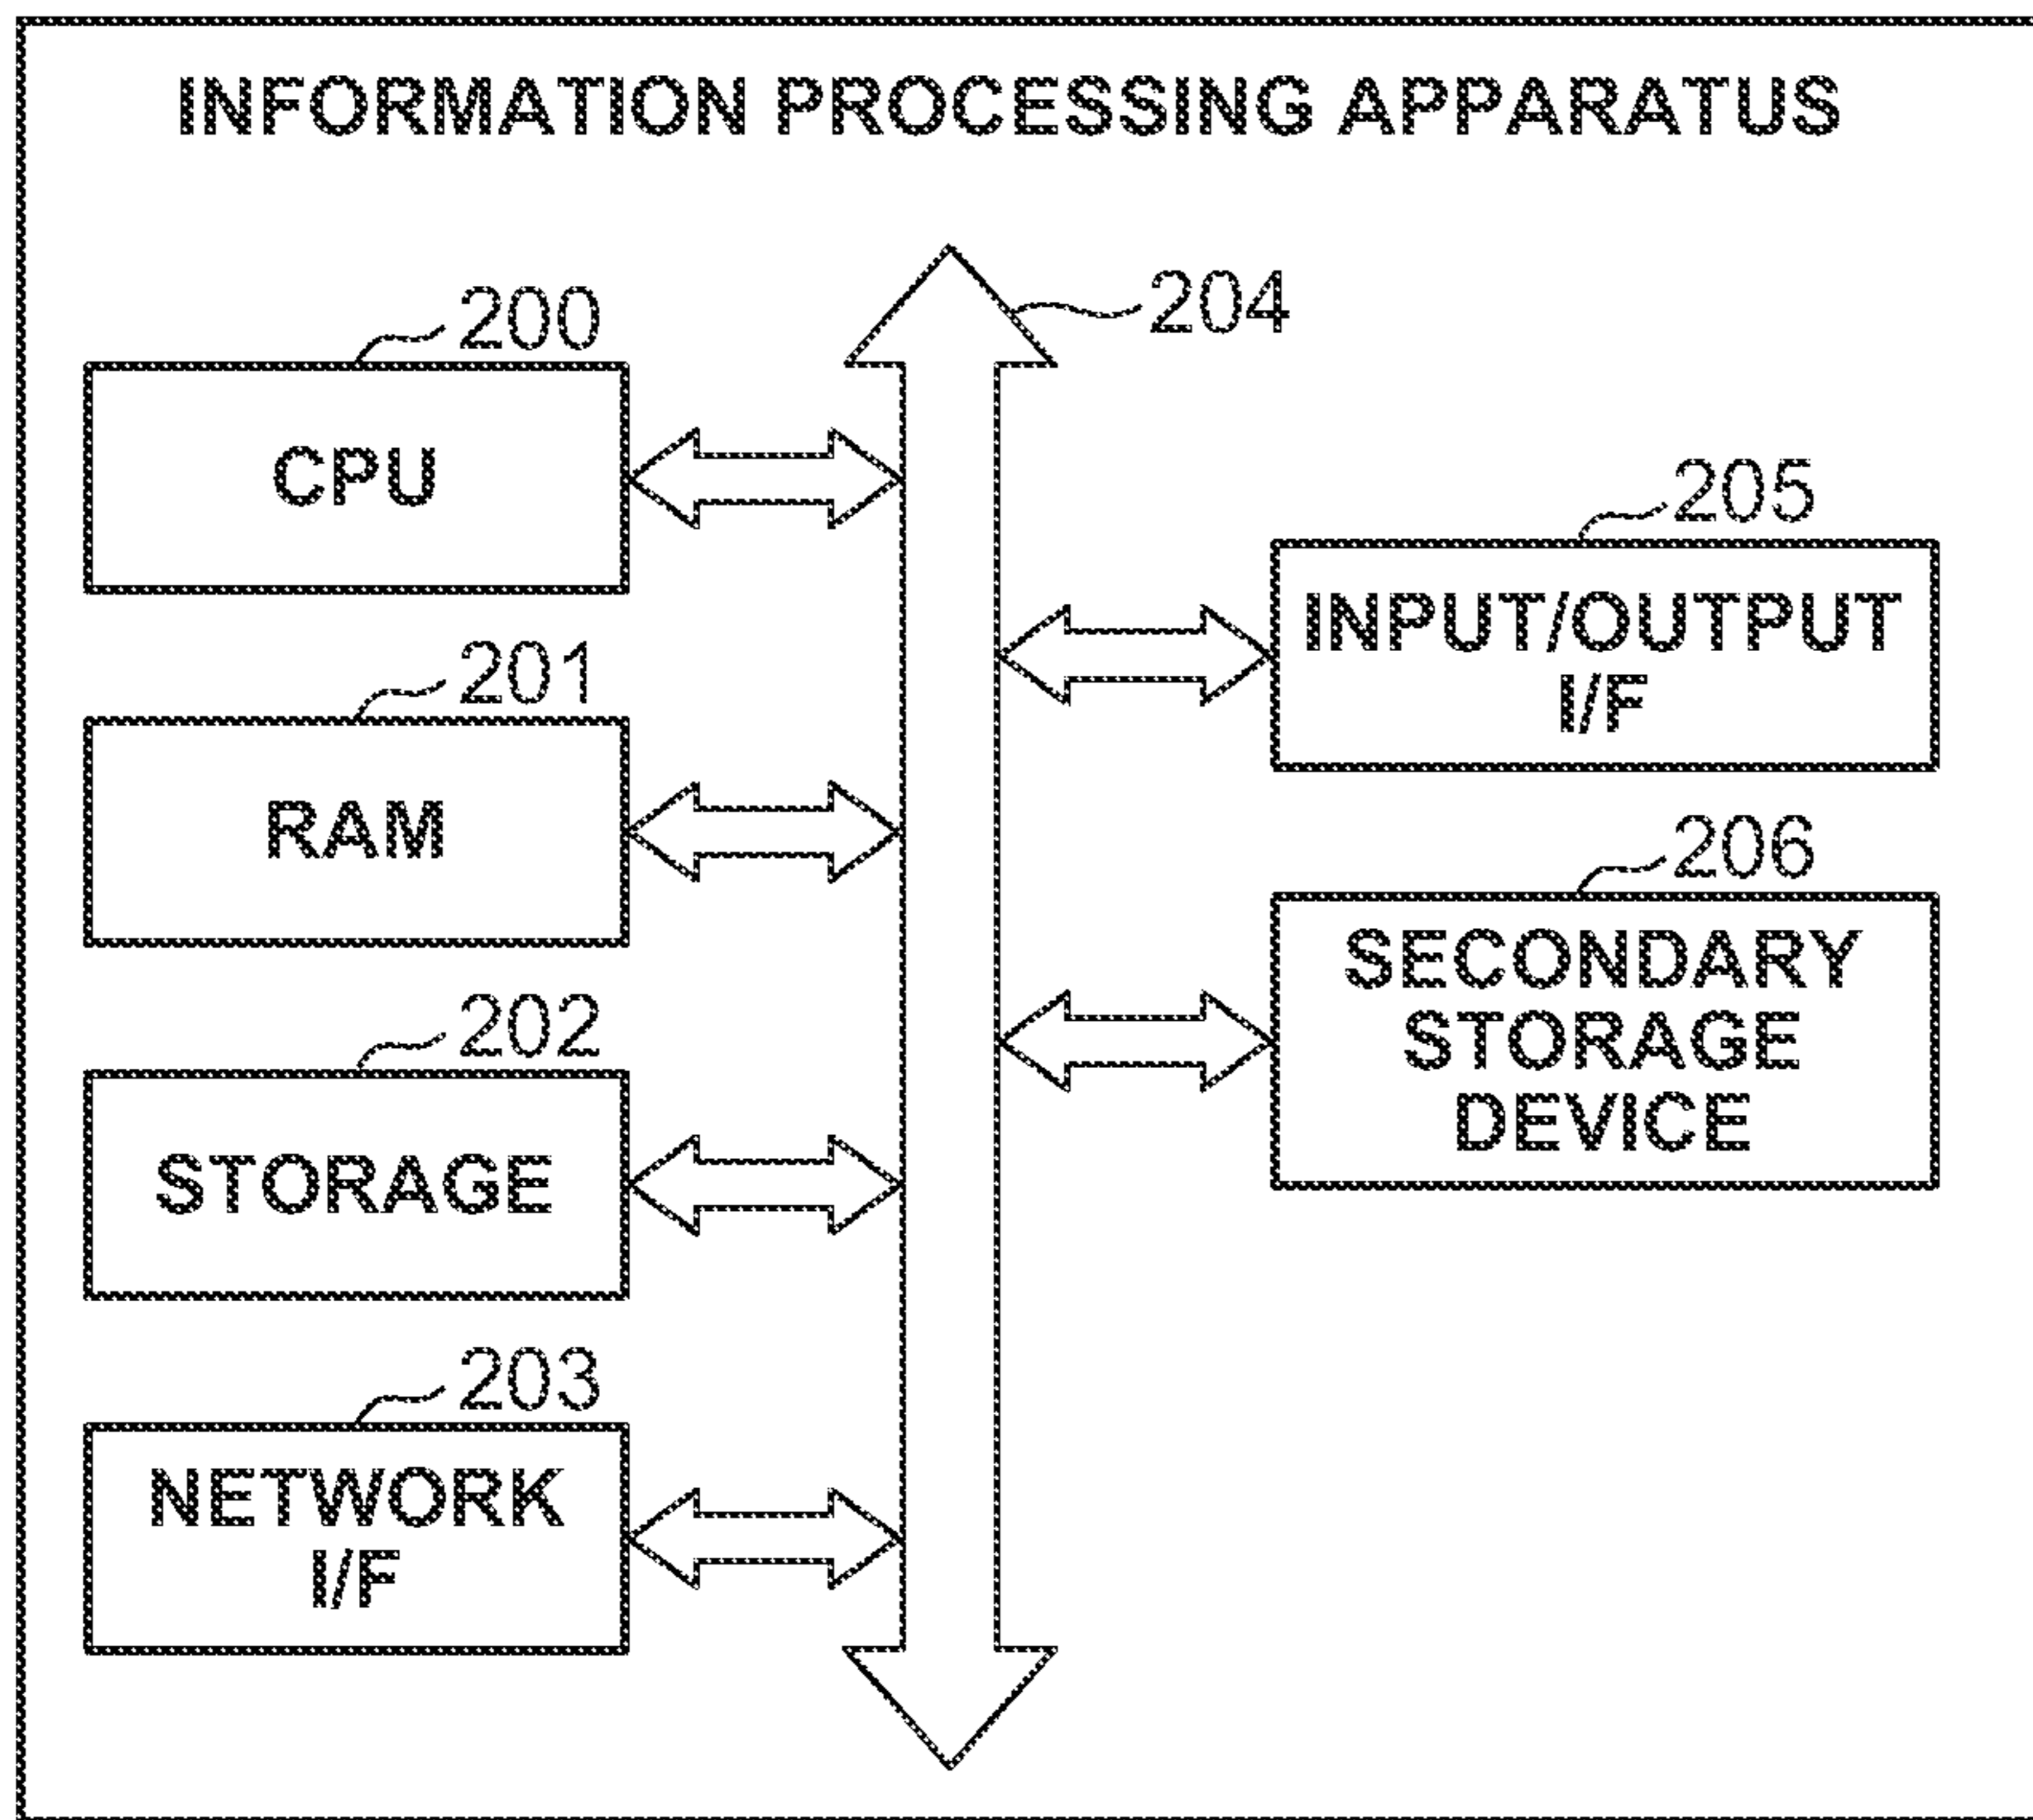 INFORMATION PROCESSING APPARATUS
200
CPU
201
RAM
202
STORAGE
203
NETWORK
I/F
204
205
INPUT/OUTPUT
I/F
206
SECONDARY
STORAGE
DEVICE